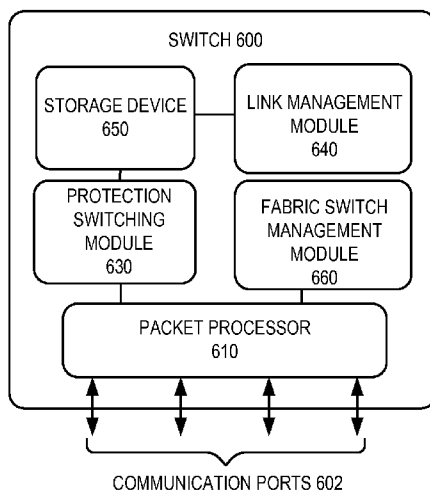 SWITCH 600
STORAGE DEVICE
650
LINK MANAGEMENT
MODULE
640
PROTECTION
SWITCHING
MODULE
630
FABRIC SWITCH
MANAGEMENT
MODULE
660
PACKET PROCESSOR
610
COMMUNICATION PORTS 602